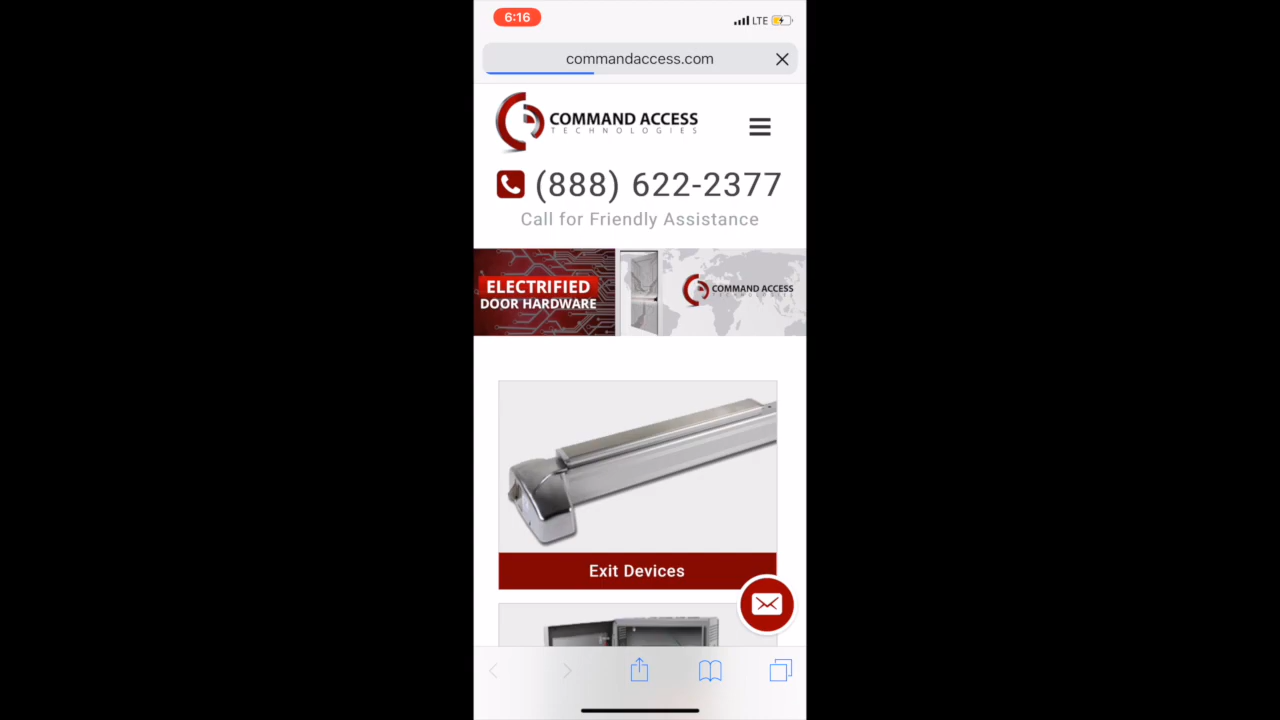 6:16
LTE
commandaccess.com
COMMAND ACCESS
TECHNOLOGIES
(888) 622-2377
Call for Friendly Assistance
ELECTRIFIED
DOOR HARDWARE
COMMAND ACCESS
TECHNOLOGIES
Exit Devices